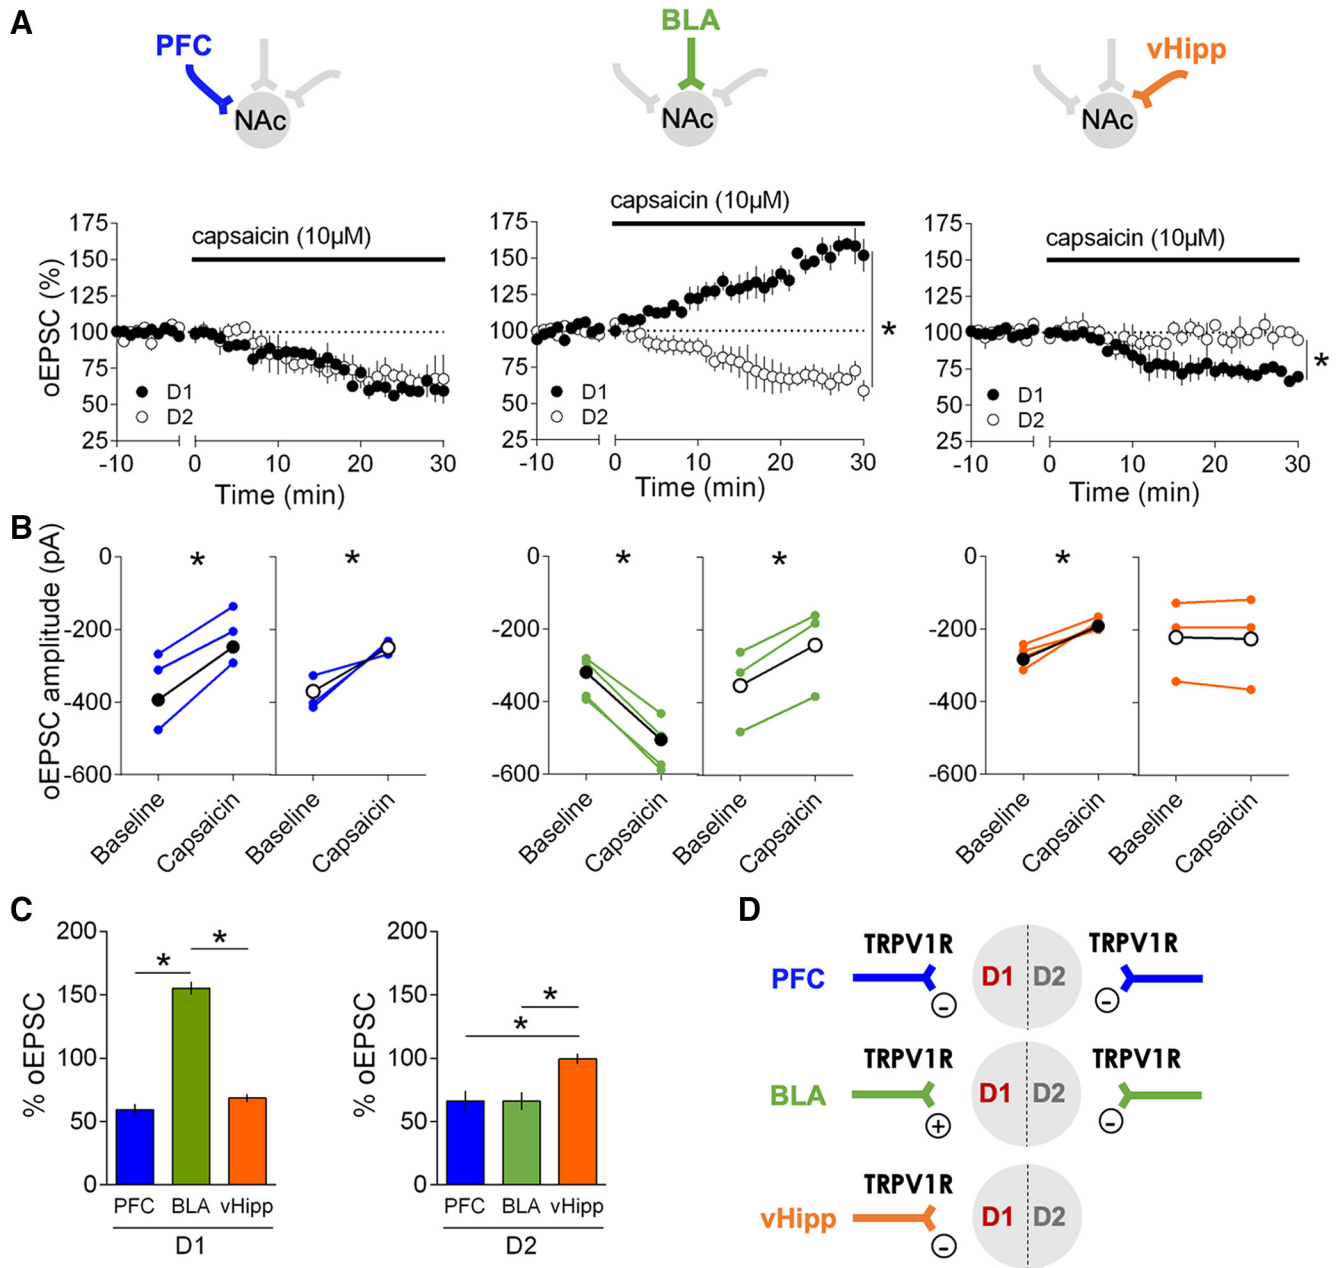 A
PFC
NAc
BLA
NAc
vHipp
NAc
capsaicin (10µM)
capsaicin (10µM)
capsaicin (10µM)
oEPSC (%)
175
150
125
100
75
50
25
D1
D2
-10 0 10 20 30
Time (min)
175
150
125
100
75
50
25
D1
D2
*
-10 0 10 20 30
Time (min)
175
150
125
100
75
50
25
D1
D2
*
-10 0 10 20 30
Time (min)
B
oEPSC amplitude (pA)
0
-200
-400
-600
* *
Baseline Capsaicin Baseline Capsaicin
0
-200
-400
-600
* *
Baseline Capsaicin Baseline Capsaicin
0
-200
-400
-600
*
Baseline Capsaicin Baseline Capsaicin
C
% oEPSC
200
150
100
50
0
* *
PFC BLA vHipp
D1
% oEPSC
200
150
100
50
0
*
*
PFC BLA vHipp
D2
D
TRPV1R TRPV1R
PFC D1 D2
- -
TRPV1R TRPV1R
BLA D1 D2
+ -
TRPV1R
vHipp D1 D2
-